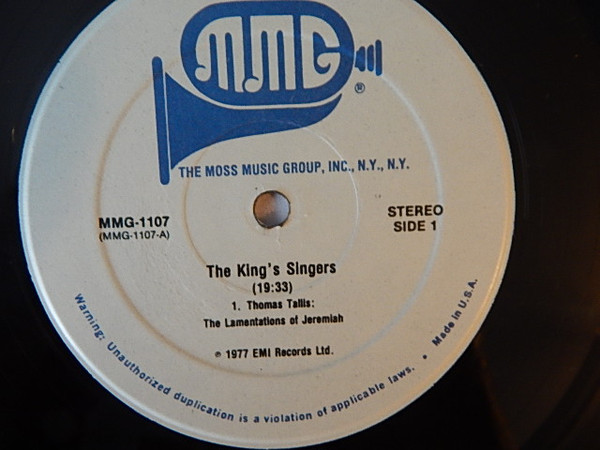 MMG
®
THE MOSS MUSIC GROUP, INC., N.Y., N.Y.
MMG-1107
(MMG-1107-A)
STEREO
SIDE 1
The King's Singers
(19:33)
1. Thomas Tallis:
The Lamentations of Jeremiah
℗ 1977 EMI Records Ltd.
Warning: Unauthorized duplication is a violation of applicable laws. • Made in U.S.A.